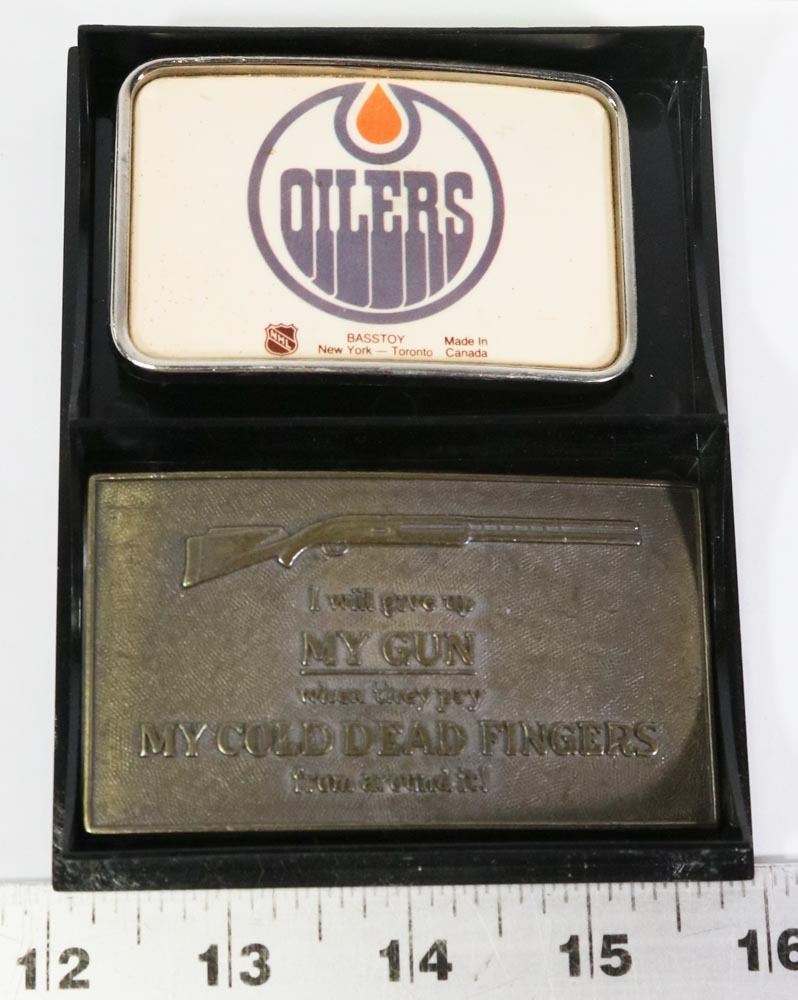 OILERS
NHL
BASSTOY
New York — Toronto
Made In
Canada
I will give up
MY GUN
when they pry
MY COLD DEAD FINGERS
from around it!
12 13 14 15 16